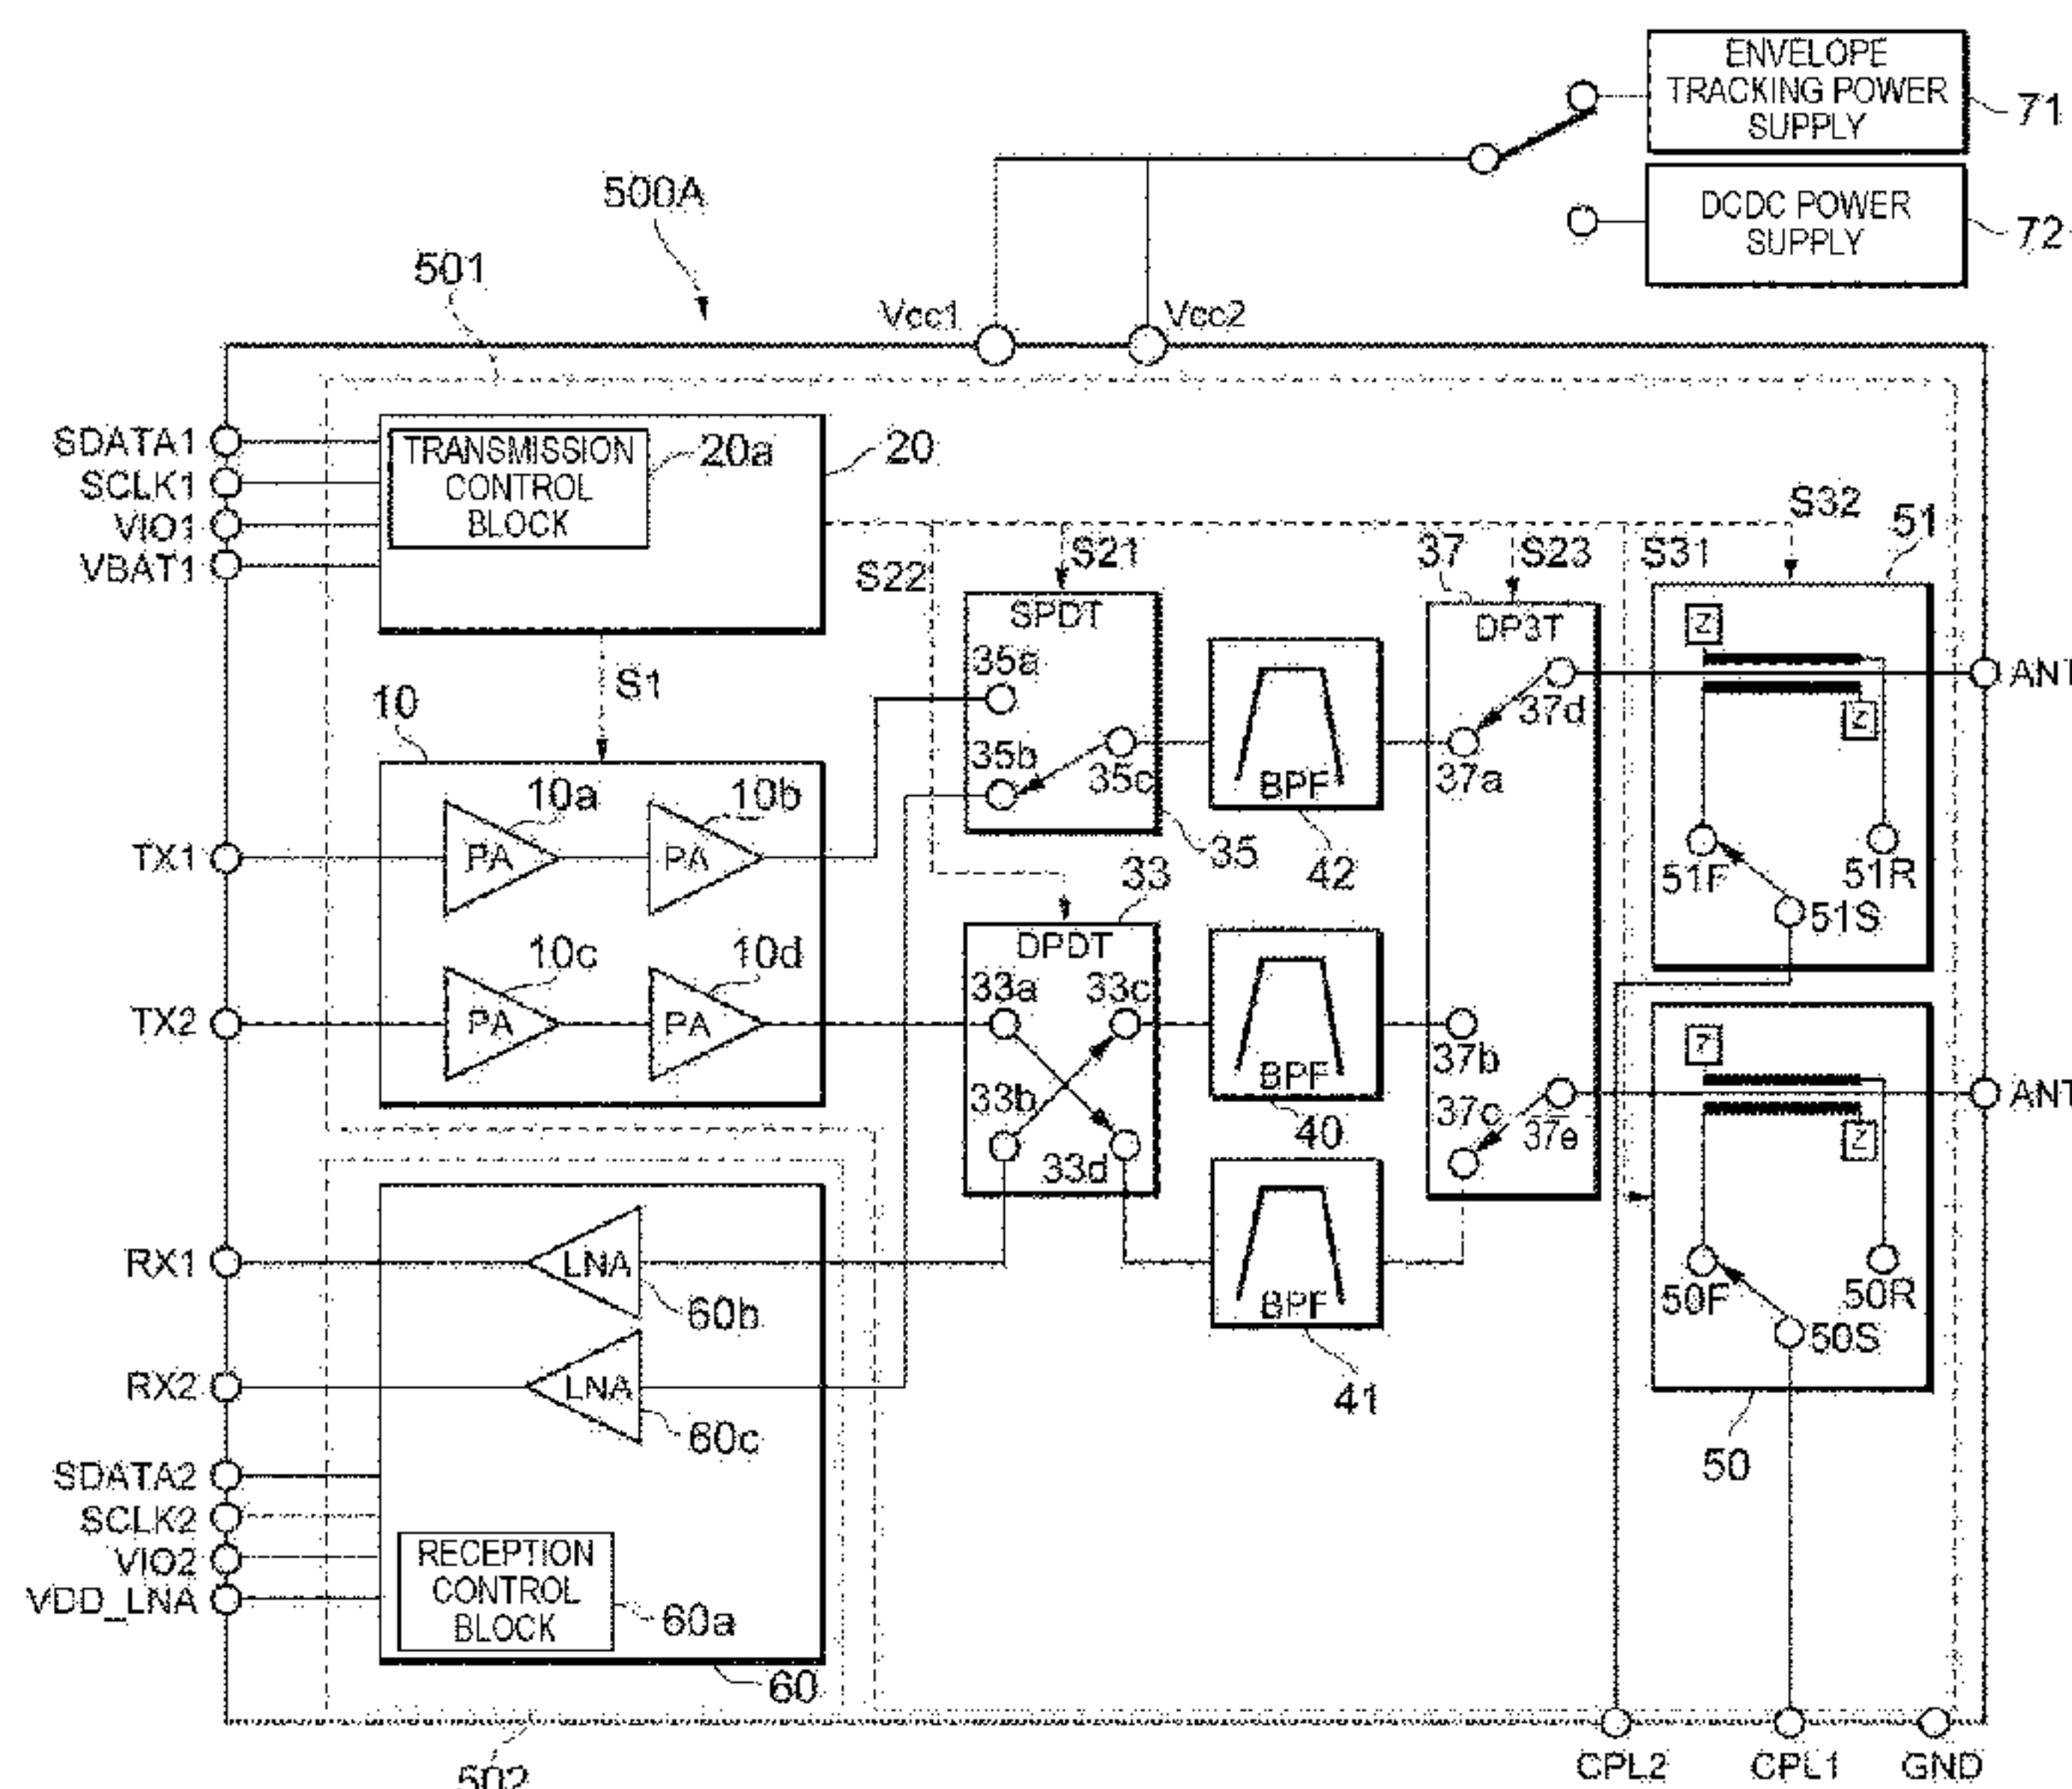 ENVELOPE
TRACKING POWER
SUPPLY
71
DCDC POWER
SUPPLY
72
500A
501
Vcc1
Vcc2
SDATA1
SCLK1
VIO1
VBAT1
TRANSMISSION
CONTROL
BLOCK
20a
20
S22
S21
37
S23
S31
S32
51
SPDT
35a
35b
35c
35
BPF
42
DP3T
37d
37a
Z
Z
ANT
51F
51R
51S
S1
10
10a
PA
10b
PA
TX1
10c
PA
10d
PA
TX2
33
DPDT
33a
33c
33b
33d
BPF
40
37b
37c
37e
Z
Z
ANT
50F
50R
50S
50
BPF
41
RX1
LNA
60b
RX2
LNA
60c
SDATA2
SCLK2
VIO2
VDD_LNA
RECEPTION
CONTROL
BLOCK
60a
60
502
CPL2
CPL1
GND